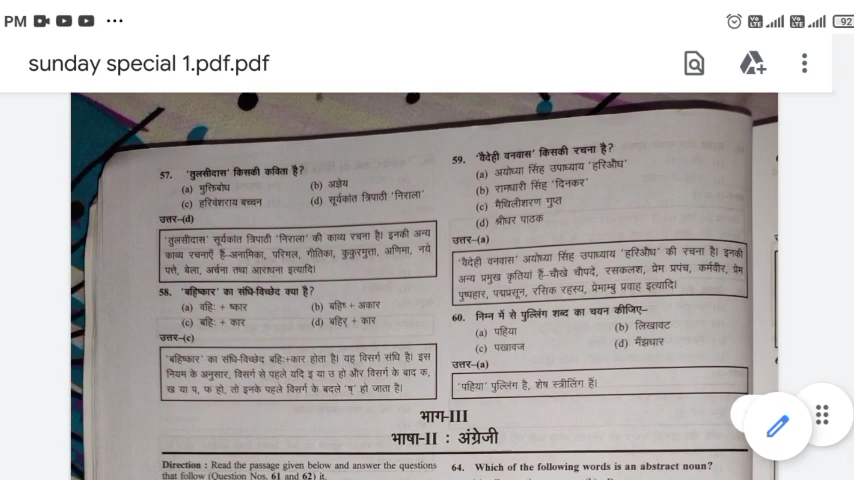 PM ...
Vo LTE Vo LTE 92
sunday special 1.pdf.pdf
57. 'तुलसीदास' किसकी कविता है?
(a) मुक्तिबोध (b) अज्ञेय
(c) हरिवंशराय बच्चन (d) सूर्यकांत त्रिपाठी 'निराला'
उत्तर–(d)
'तुलसीदास' सूर्यकांत त्रिपाठी 'निराला' की काव्य रचना है। इनकी अन्य
काव्य रचनाएँ हैं–अनामिका, परिमल, गीतिका, कुकुरमुत्ता, अणिमा, नये
पत्ते, बेला, अर्चना तथा आराधना इत्यादि।
58. 'बहिष्कार' का संधि-विच्छेद क्या है?
(a) वहिः + ष्कार (b) बहिष् + अकार
(c) बहिः + कार (d) बहिर् + कार
उत्तर–(c)
'बहिष्कार' का संधि-विच्छेद बहिः+कार होता है। यह विसर्ग संधि है। इस
नियम के अनुसार, विसर्ग से पहले यदि इ या उ हो और विसर्ग के बाद क,
ख या प, फ हो, तो इनके पहले विसर्ग के बदले 'ष्' हो जाता है।
59. 'वैदेही वनवास' किसकी रचना है?
(a) अयोध्या सिंह उपाध्याय 'हरिऔध'
(b) रामधारी सिंह 'दिनकर'
(c) मैथिलीशरण गुप्त
(d) श्रीधर पाठक
उत्तर–(a)
'वैदेही वनवास' अयोध्या सिंह उपाध्याय 'हरिऔध' की रचना है। इनकी
अन्य प्रमुख कृतियां हैं–चौखे चौपदे, रसकलश, प्रेम प्रपंच, कर्मवीर, प्रेम
पुष्पहार, पद्मप्रसून, रसिक रहस्य, प्रेमाम्बु प्रवाह इत्यादि।
60. निम्न में से पुल्लिंग शब्द का चयन कीजिए–
(a) पहिया (b) लिखावट
(c) पखावज (d) मँझधार
उत्तर–(a)
'पहिया' पुल्लिंग है, शेष स्त्रीलिंग हैं।
भाग-III
भाषा-II : अंग्रेजी
Direction : Read the passage given below and answer the questions
that follow (Question Nos. 61 and 62) it.
64. Which of the following words is an abstract noun?